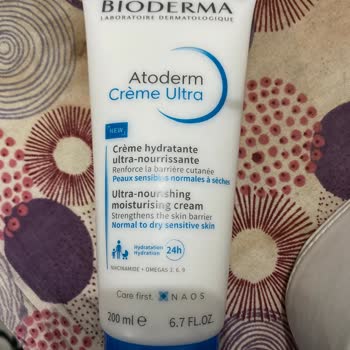 BIODERMA
LABORATOIRE DERMATOLOGIQUE
Atoderm
Crème Ultra
NEW
Crème hydratante
ultra-nourrissante
Renforce la barrière cutanée
Peaux sensibles normales à sèches
Ultra-nourishing
moisturising cream
Strengthens the skin barrier
Normal to dry sensitive skin
Hydratation
Hydration
24h
NIACINAMIDE + OMEGAS 3, 6, 9
Care first.
NAOS
200 ml e 6.7 FL.OZ.